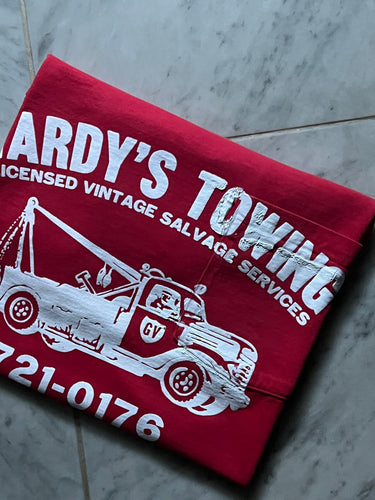 ARDY'S TOWING
ICENSED VINTAGE SALVAGE SERVICES
GV
721-0176